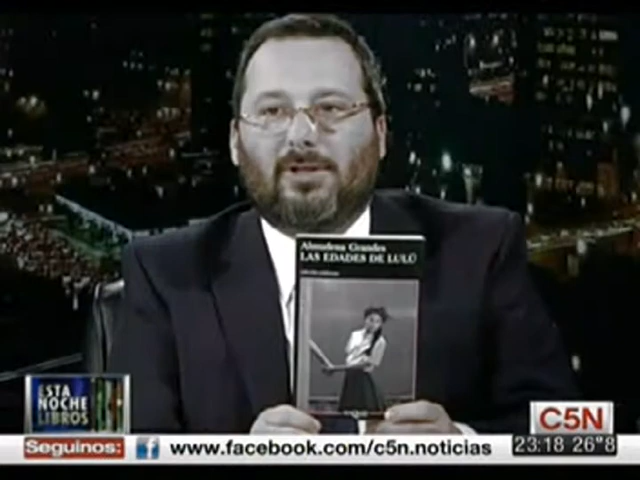 Almudena Grandes
LAS EDADES DE LULÚ
ESTA
NOCHE
LIBROS
C5N
Seguinos:
f
www.facebook.com/c5n.noticias
23:18 26°8